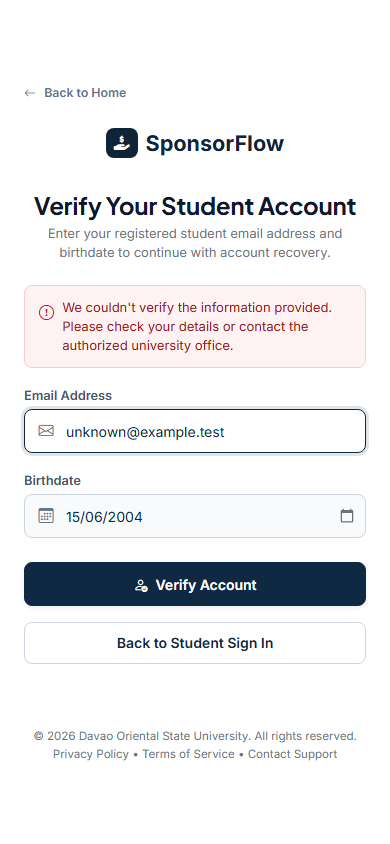 ← Back to Home
SponsorFlow
Verify Your Student Account
Enter your registered student email address and
birthdate to continue with account recovery.
We couldn't verify the information provided.
Please check your details or contact the
authorized university office.
Email Address
unknown@example.test
Birthdate
15/06/2004
Verify Account
Back to Student Sign In
© 2026 Davao Oriental State University. All rights reserved.
Privacy Policy • Terms of Service • Contact Support